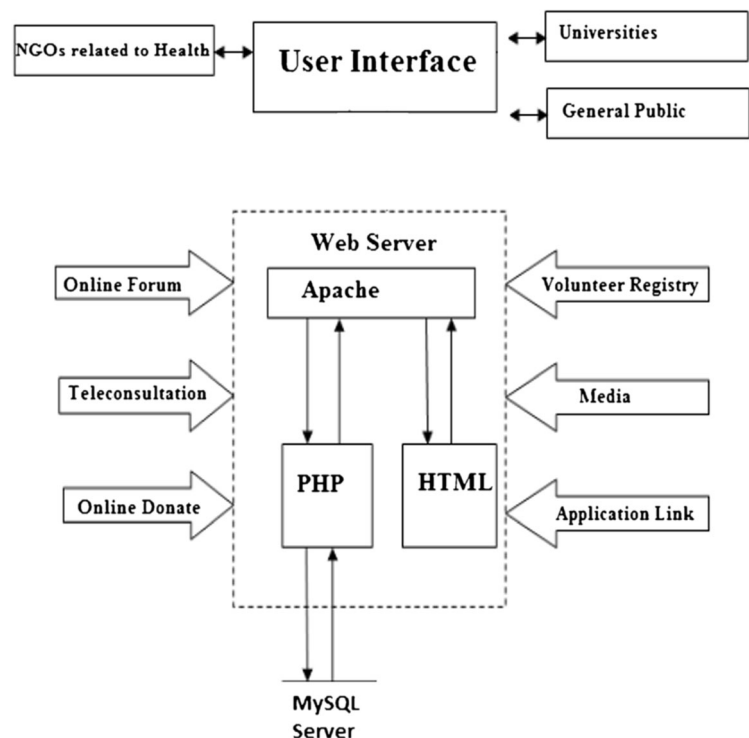 NGOs related to Health
User Interface
Universities
General Public
Web Server
Apache
Online Forum
Volunteer Registry
Teleconsultation
Media
PHP
HTML
Online Donate
Application Link
MySQL
Server